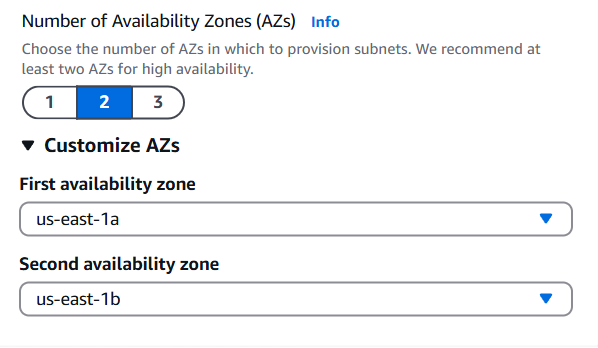 Number of Availability Zones (AZs) Info
Choose the number of AZs in which to provision subnets. We recommend at
least two AZs for high availability.
1 2 3
Customize AZs
First availability zone
us-east-1a
Second availability zone
us-east-1b